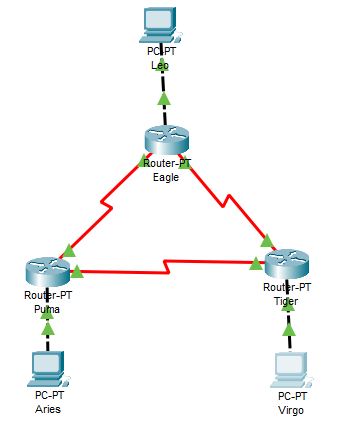 PC-PT
Leo
Router-PT
Eagle
Router-PT
Puma
Router-PT
Tiger
PC-PT
Aries
PC-PT
Virgo